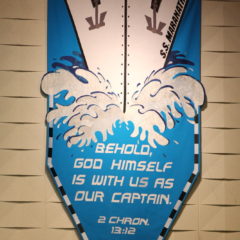 S.S. MARANATHA
BEHOLD,
GOD HIMSELF
IS WITH US AS
OUR CAPTAIN.
2 CHRON.
13:12